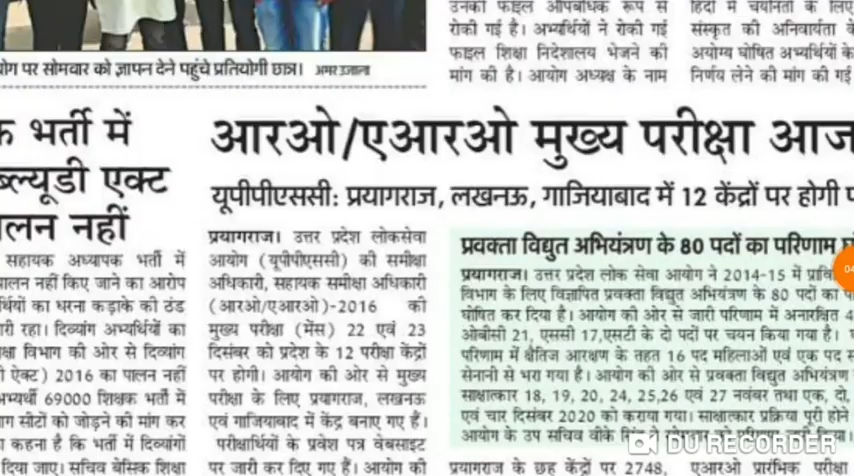 योग पर सोमवार को ज्ञापन देने पहुंचे प्रतियोगी छात्र। अमर उजाला
उनकी फाइल औपबंधिक रूप से
रोकी गई है। अभ्यर्थियों ने रोकी गई
फाइल शिक्षा निदेशालय भेजने की
मांग की है। आयोग अध्यक्ष के नाम
हिंदी में चयनितों के लिए
संस्कृत की अनिवार्यता के
अयोग्य घोषित अभ्यर्थियों के
निर्णय लेने की मांग की गई
क भर्ती में
ब्ल्यूडी एक्ट
पालन नहीं
सहायक अध्यापक भर्ती में
पालन नहीं किए जाने का आरोप
र्थियों का धरना कड़ाके की ठंड
जारी रहा। दिव्यांग अभ्यर्थियों का
क्षा विभाग की ओर से दिव्यांग
डी ऐक्ट) 2016 का पालन नहीं
अभ्यर्थी 69000 शिक्षक भर्ती में
सीटों को जोड़ने की मांग कर
कहना है कि भर्ती में दिव्यांगों
दिया जाए। सचिव बेसिक शिक्षा
आरओ/एआरओ मुख्य परीक्षा आज
यूपीपीएससी: प्रयागराज, लखनऊ, गाजियाबाद में 12 केंद्रों पर होगी
प्रयागराज। उत्तर प्रदेश लोकसेवा
आयोग (यूपीपीएससी) की समीक्षा
अधिकारी, सहायक समीक्षा अधिकारी
(आरओ/एआरओ)-2016 की
मुख्य परीक्षा (मेंस) 22 एवं 23
दिसंबर को प्रदेश के 12 परीक्षा केंद्रों
पर होगी। आयोग की ओर से मुख्य
परीक्षा के लिए प्रयागराज, लखनऊ
एवं गाजियाबाद में केंद्र बनाए गए हैं।
परीक्षार्थियों के प्रवेश पत्र वेबसाइट
पर जारी कर दिए गए हैं। आयोग की
प्रवक्ता विद्युत अभियंत्रण के 80 पदों का परिणाम
प्रयागराज। उत्तर प्रदेश लोक सेवा आयोग ने 2014-15 में प्रावि
विभाग के लिए विज्ञापित प्रवक्ता विद्युत अभियंत्रण के 80 पदों का
घोषित कर दिया है। आयोग की ओर से जारी परिणाम में अनारक्षित 4
ओबीसी 21, एससी 17,एसटी के दो पदों पर चयन किया गया है।
परिणाम में क्षैतिज आरक्षण के तहत 16 पद महिलाओं एवं एक पद स
सेनानी से भरा गया है। आयोग की ओर से प्रवक्ता विद्युत अभियंत्रण
साक्षात्कार 18, 19, 20, 24, 25,26 एवं 27 नवंबर तथा एक, दो,
एवं चार दिसंबर 2020 को कराया गया। साक्षात्कार प्रक्रिया पूरी होने
आयोग के उप सचिव वीके
प्रयागराज के छह केंद्रों पर 2748,
एआरओ प्रारंभिक परीक्षा
04
DU RECORDER